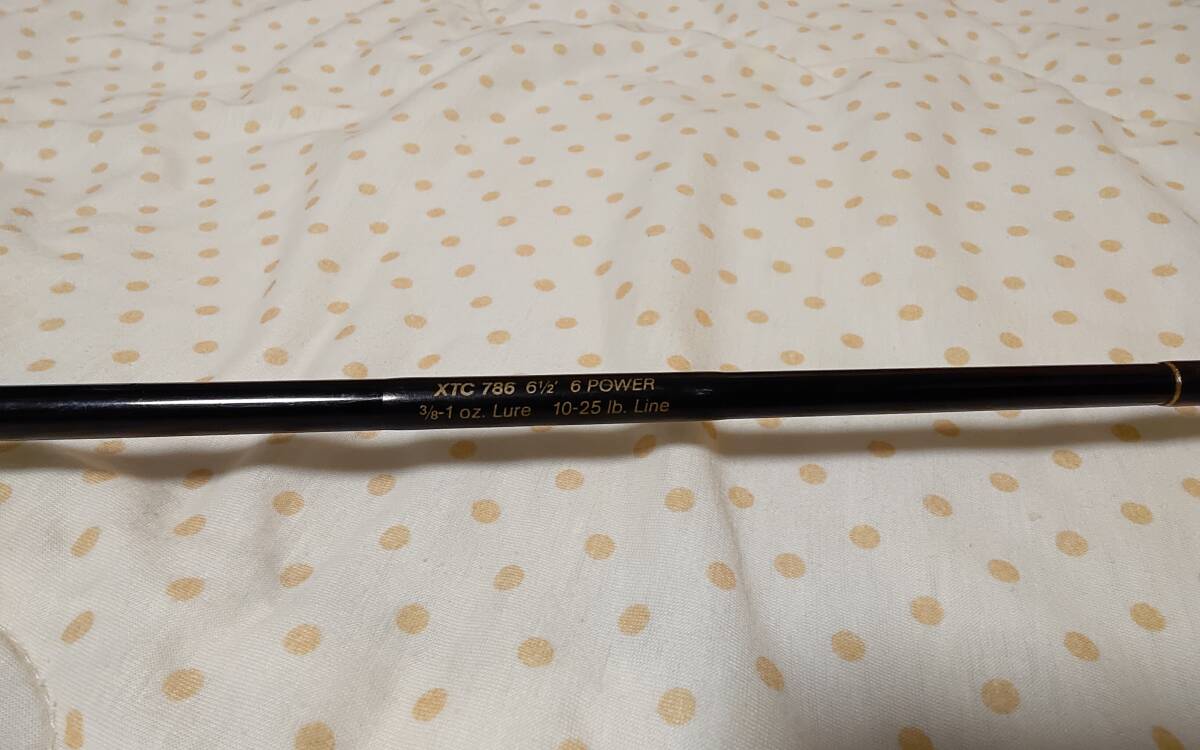 XTC 786 6½' 6 POWER
⅜-1 oz. Lure 10-25 lb. Line